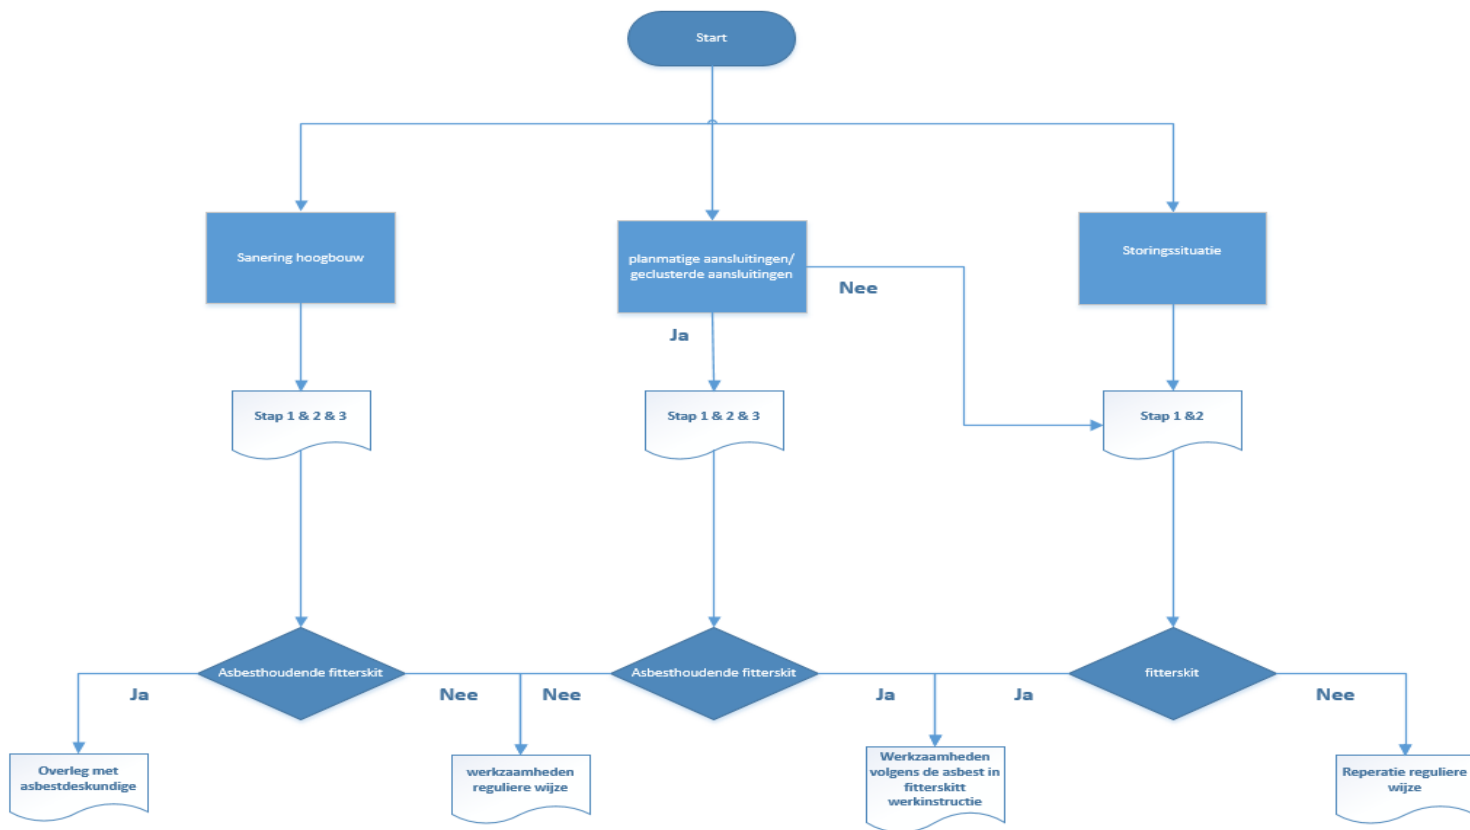 Start
Sanering hoogbouw
planmatige aansluitingen/
geclusterde aansluitingen
Storingssituatie
Nee
Ja
Stap 1 & 2 & 3
Stap 1 & 2 & 3
Stap 1 &2
Asbesthoudende fitterskit
Asbesthoudende fitterskit
fitterskit
Ja
Nee
Nee
Ja
Ja
Nee
Overleg met
asbestdeskundige
werkzaamheden
reguliere wijze
Werkzaamheden
volgens de asbest in
fitterskitt
werkinstructie
Reperatie reguliere
wijze